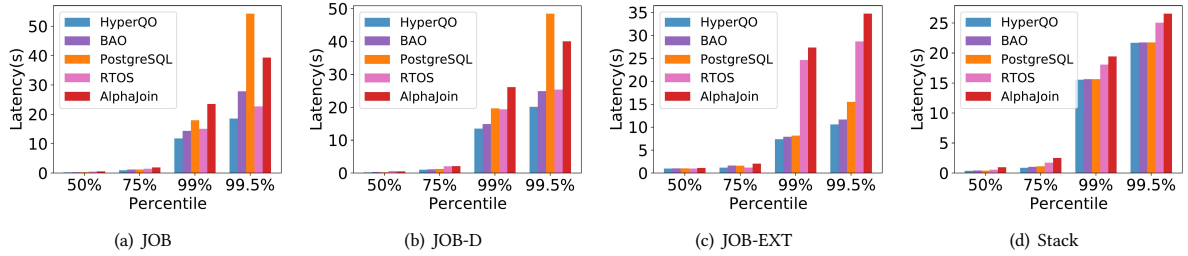 Latency(s)
50
40
30
20
10
0
HyperQO
BAO
PostgreSQL
RTOS
AlphaJoin
50% 75% 99% 99.5%
Percentile
(a) JOB
Latency(s)
50
40
30
20
10
0
HyperQO
BAO
PostgreSQL
RTOS
AlphaJoin
50% 75% 99% 99.5%
Percentile
(b) JOB-D
Latency(s)
35
30
25
20
15
10
5
0
HyperQO
BAO
PostgreSQL
RTOS
AlphaJoin
50% 75% 99% 99.5%
Percentile
(c) JOB-EXT
Latency(s)
25
20
15
10
5
0
HyperQO
BAO
PostgreSQL
RTOS
AlphaJoin
50% 75% 99% 99.5%
Percentile
(d) Stack